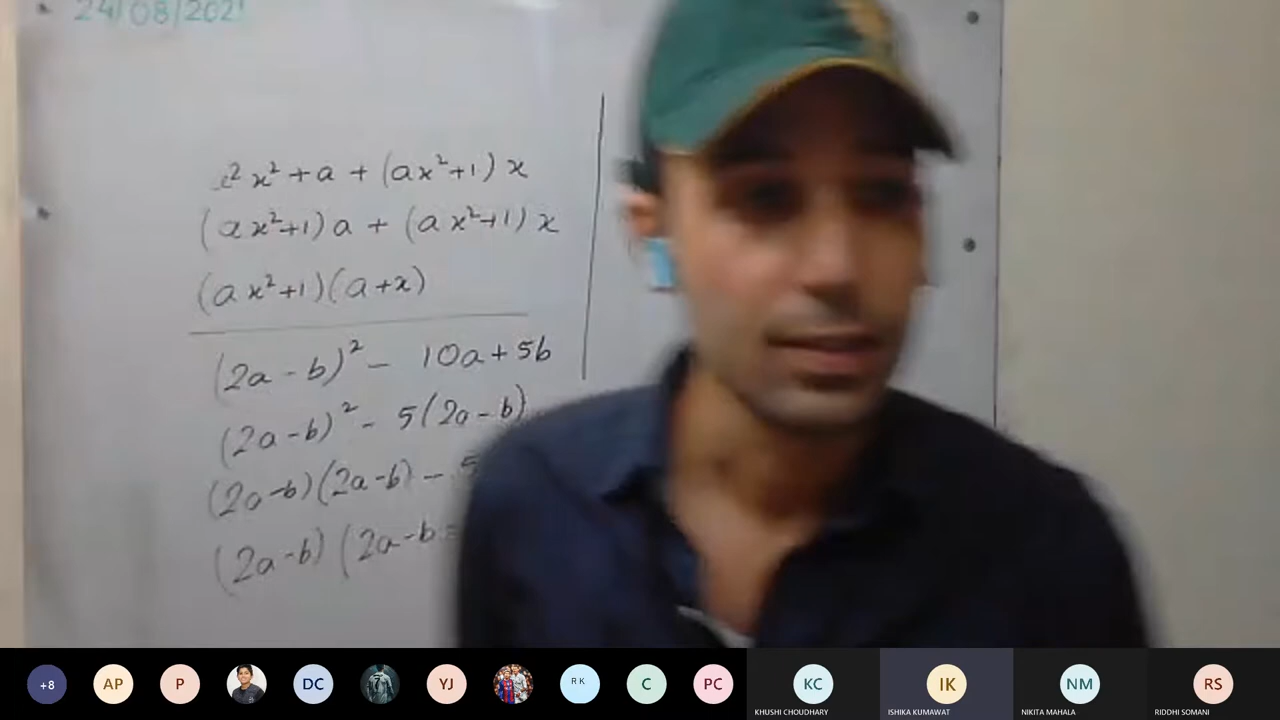 24/08/2021
²x² + a + (ax²+1) x
(ax²+1) a + (ax²+1) x
(ax²+1)(a+x)
(2a - b)² - 10a + 5b
(2a - b)² - 5(2a - b)
(2a - b)(2a - b) - 5
(2a - b) (2a - b
+8
AP
P
DC
YJ
RK
C
PC
KC
IK
NM
RS
KHUSHI CHOUDHARY
ISHIKA KUMAWAT
NIKITA MAHALA
RIDDHI SOMANI